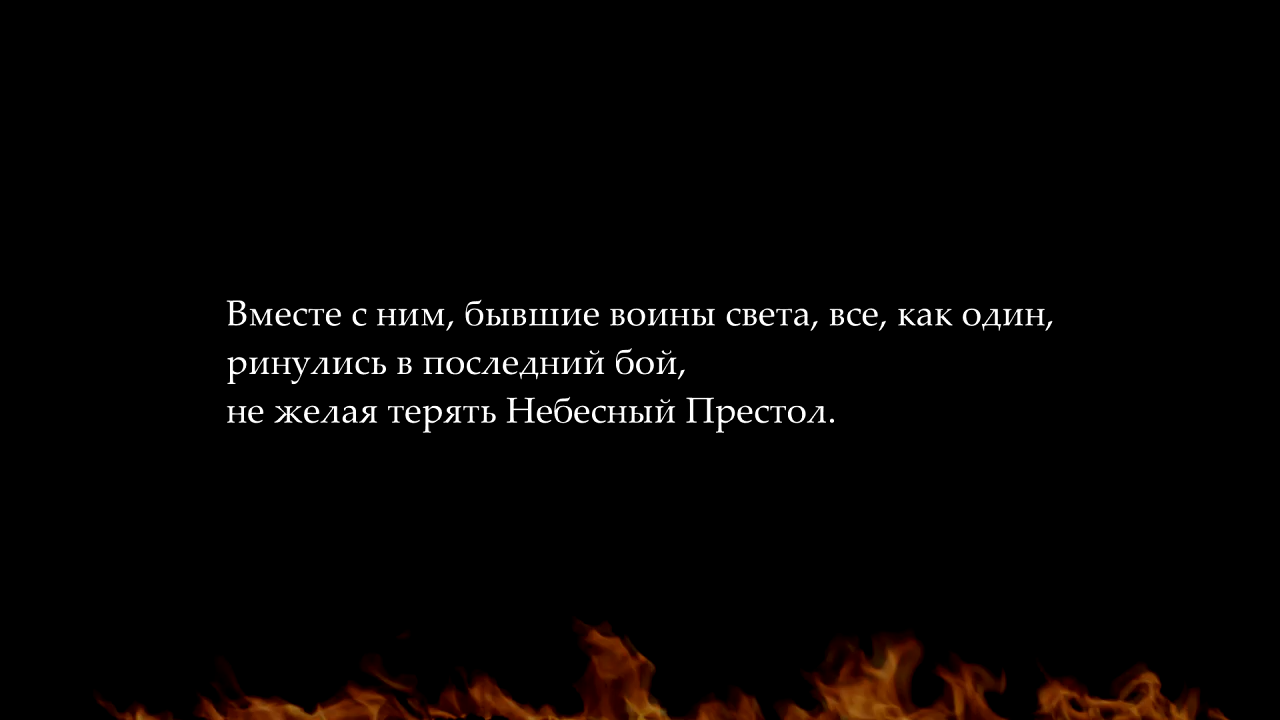 Вместе с ним, бывшие воины света, все, как один,
ринулись в последний бой,
не желая терять Небесный Престол.